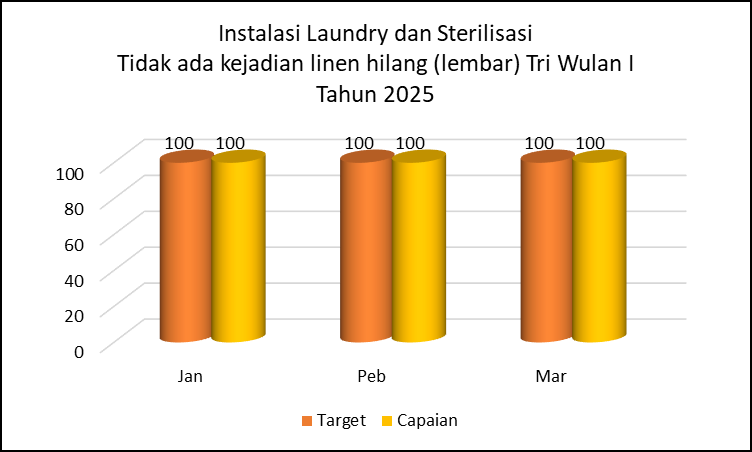 Instalasi Laundry dan Sterilisasi
Tidak ada kejadian linen hilang (lembar) Tri Wulan I
Tahun 2025
100 100 100 100 100 100
100
80
60
40
20
0
Jan Peb Mar
Target Capaian